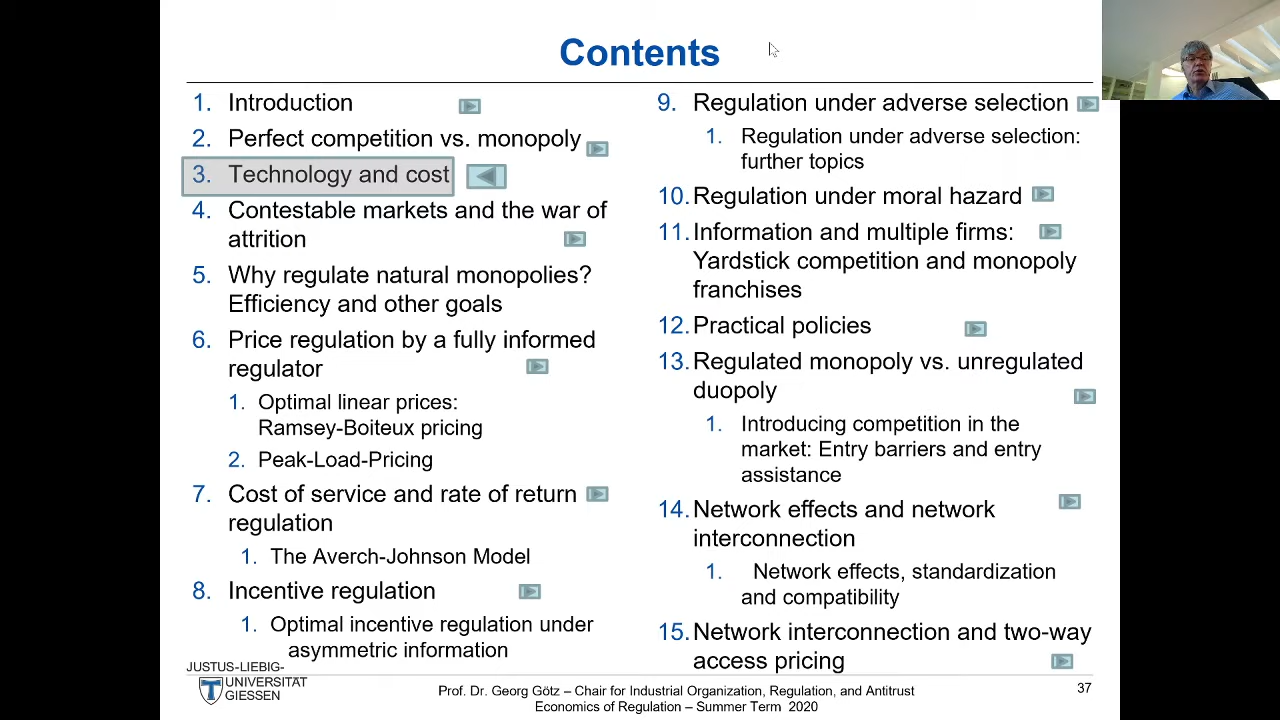 Contents
1. Introduction
2. Perfect competition vs. monopoly
3. Technology and cost
4. Contestable markets and the war of
attrition
5. Why regulate natural monopolies?
Efficiency and other goals
6. Price regulation by a fully informed
regulator
1. Optimal linear prices:
Ramsey-Boiteux pricing
2. Peak-Load-Pricing
7. Cost of service and rate of return
regulation
1. The Averch-Johnson Model
8. Incentive regulation
1. Optimal incentive regulation under
asymmetric information
9. Regulation under adverse selection
1. Regulation under adverse selection:
further topics
10. Regulation under moral hazard
11. Information and multiple firms:
Yardstick competition and monopoly
franchises
12. Practical policies
13. Regulated monopoly vs. unregulated
duopoly
1. Introducing competition in the
market: Entry barriers and entry
assistance
14. Network effects and network
interconnection
1. Network effects, standardization
and compatibility
15. Network interconnection and two-way
access pricing
JUSTUS-LIEBIG-
UNIVERSITÄT
GIESSEN
Prof. Dr. Georg Götz – Chair for Industrial Organization, Regulation, and Antitrust
Economics of Regulation – Summer Term 2020
37